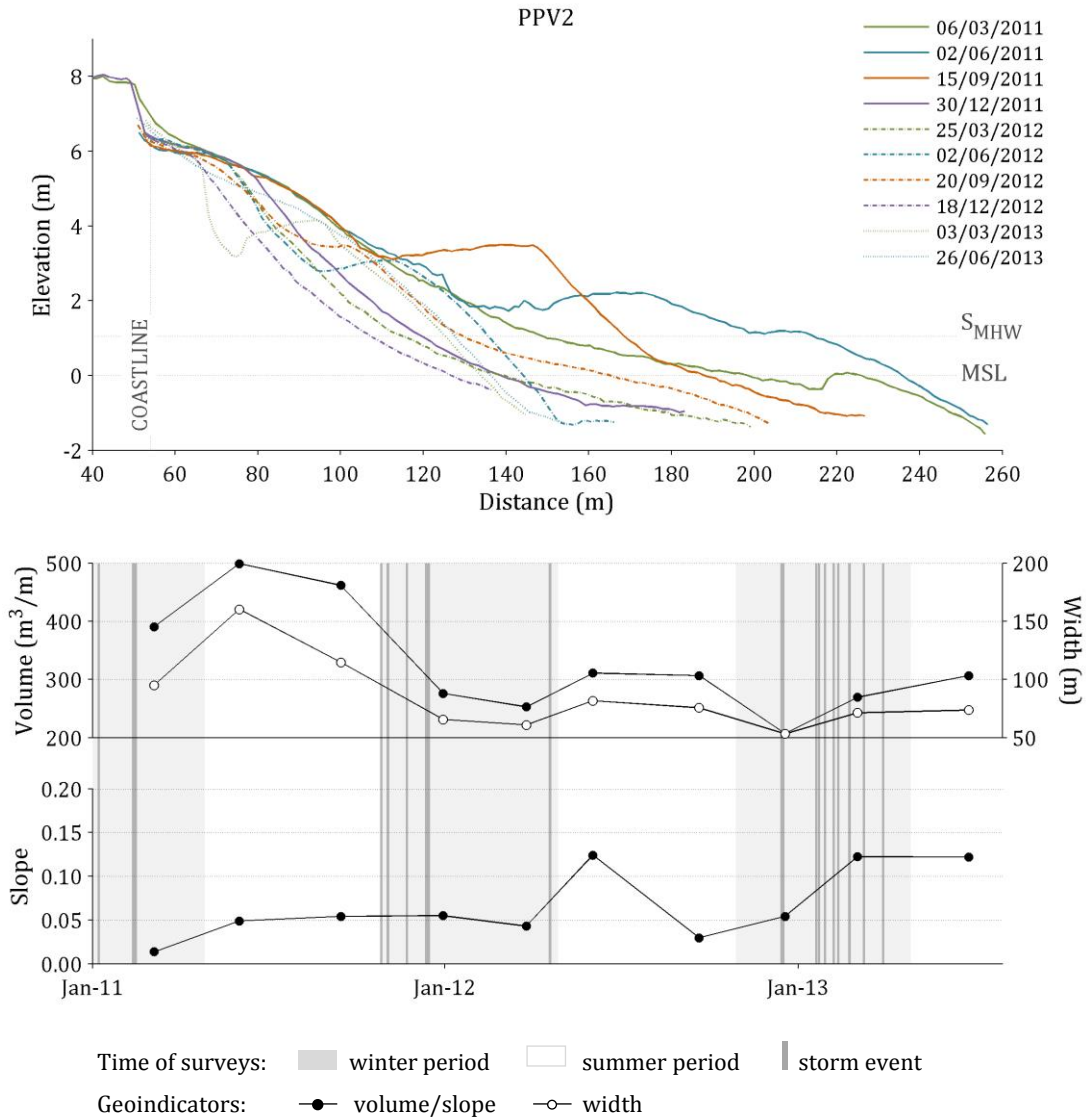 PPV2
06/03/2011
02/06/2011
15/09/2011
30/12/2011
25/03/2012
02/06/2012
20/09/2012
18/12/2012
03/03/2013
26/06/2013
Elevation (m)
8
6
4
2
0
-2
COASTLINE
S_MHW
MSL
40 60 80 100 120 140 160 180 200 220 240 260
Distance (m)
Volume (m³/m)
500
400
300
200
Width (m)
200
150
100
50
Slope
0.20
0.15
0.10
0.05
0.00
Jan-11 Jan-12 Jan-13
Time of surveys: winter period summer period storm event
Geoindicators: volume/slope width